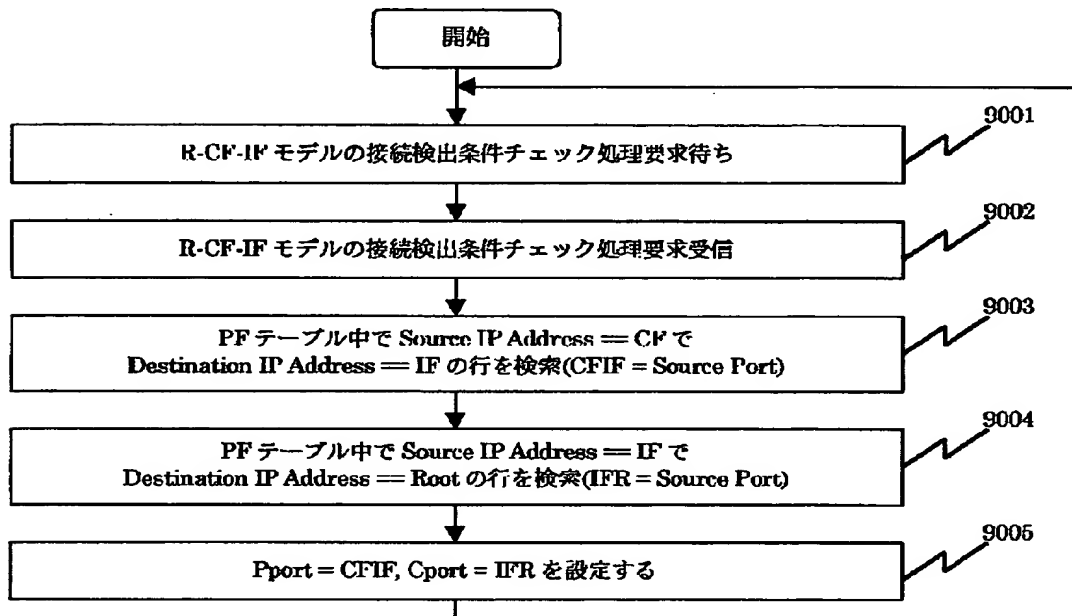 開始
9001
R-CF-IF モデルの接続検出条件チェック処理要求待ち
9002
R-CF-IF モデルの接続検出条件チェック処理要求受信
9003
PF テーブル中で Source IP Address == CF で
Destination IP Address == IF の行を検索(CFIF = Source Port)
9004
PF テーブル中で Source IP Address == IF で
Destination IP Address == Root の行を検索(IFR = Source Port)
9005
Pport = CFIF, Cport = IFR を設定する